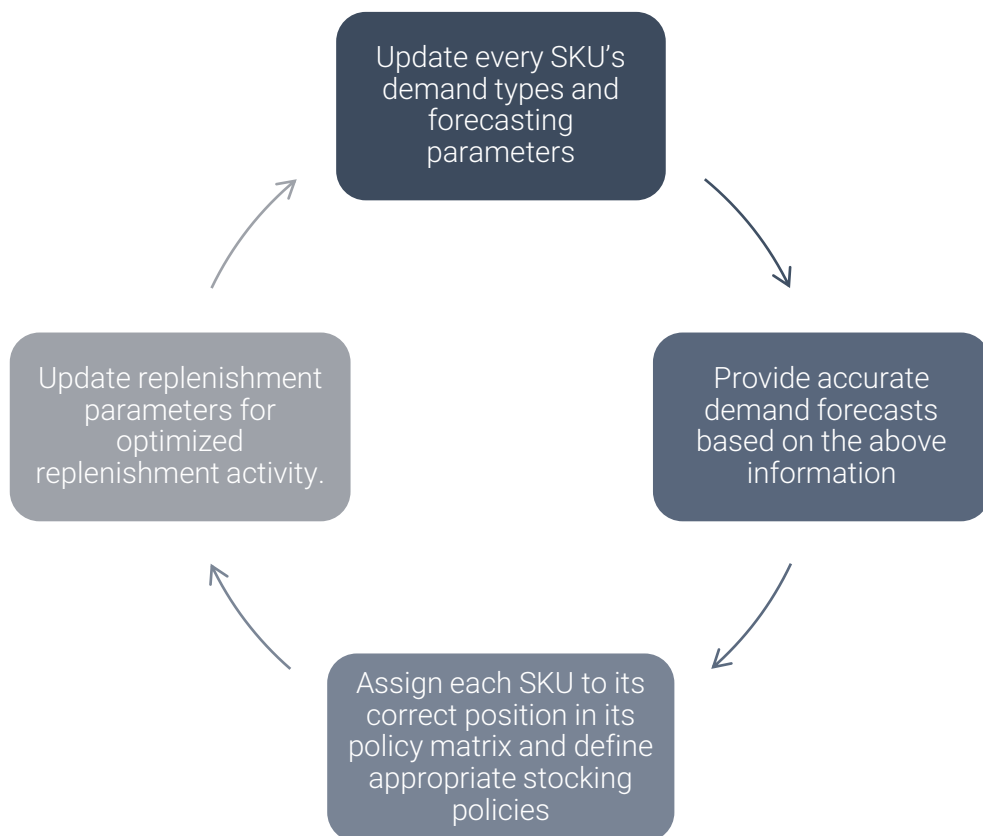 Update every SKU's
demand types and
forecasting
parameters
Provide accurate
demand forecasts
based on the above
information
Assign each SKU to its
correct position in its
policy matrix and define
appropriate stocking
policies
Update replenishment
parameters for
optimized
replenishment activity.